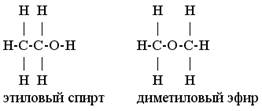 H H H H
| | | |
H-C-C-O-H H-C-O-C-H
| | | |
H H H H
этиловый спирт диметиловый эфир